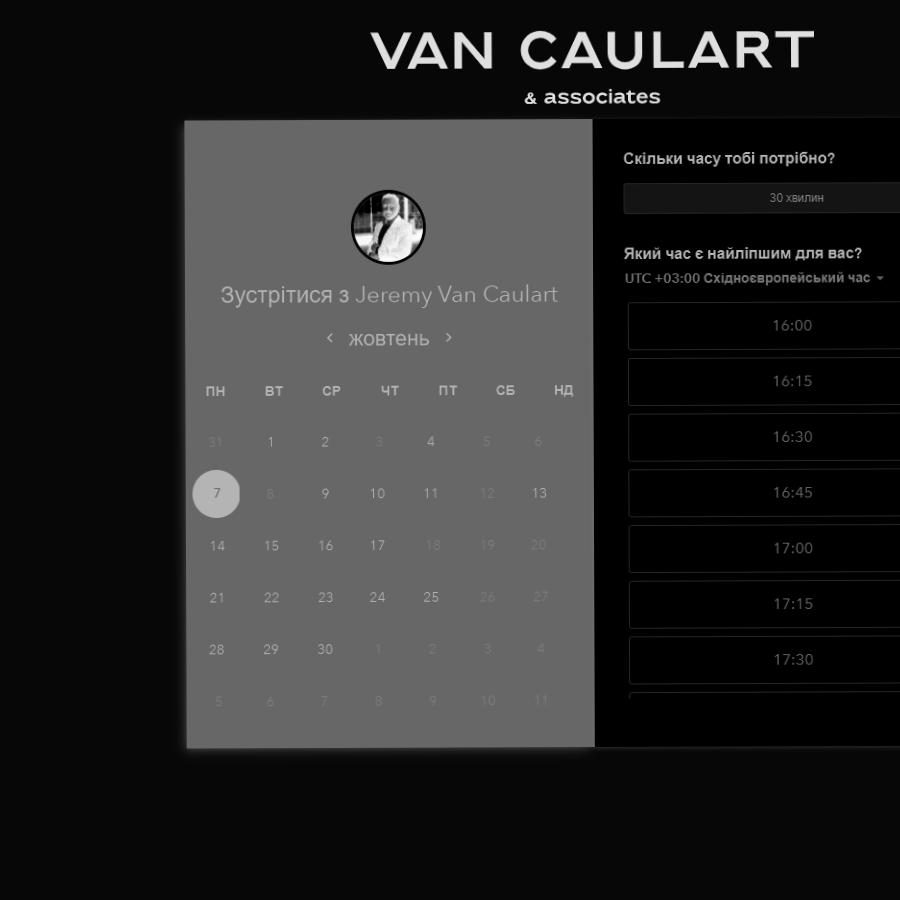 VAN CAULART
& associates
Зустрітися з Jeremy Van Caulart
‹ жовтень ›
ПН ВТ СР ЧТ ПТ СБ НД
31 1 2 3 4 5 6
7 8 9 10 11 12 13
14 15 16 17 18 19 20
21 22 23 24 25 26 27
28 29 30 1 2 3 4
5 6 7 8 9 10 11
Скільки часу тобі потрібно?
30 хвилин
Який час є найліпшим для вас?
UTC +03:00 Східноєвропейський час
16:00
16:15
16:30
16:45
17:00
17:15
17:30